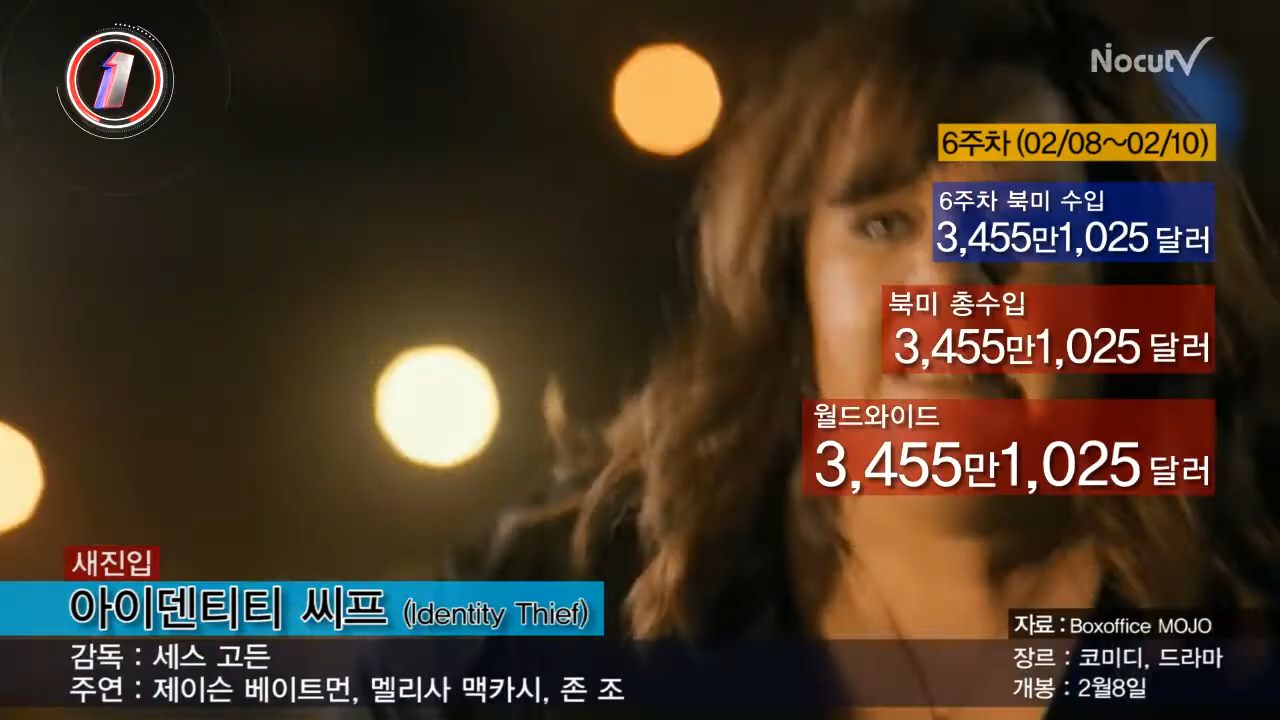 1
NocuTV
6주차 (02/08~02/10)
6주차 북미 수입
3,455만1,025 달러
북미 총수입
3,455만1,025 달러
월드와이드
3,455만1,025 달러
새진입
아이덴티티 씨프 (Identity Thief)
감독 : 세스 고든
주연 : 제이슨 베이트먼, 멜리사 맥카시, 존 조
자료 : Boxoffice MOJO
장르 : 코미디, 드라마
개봉 : 2월8일